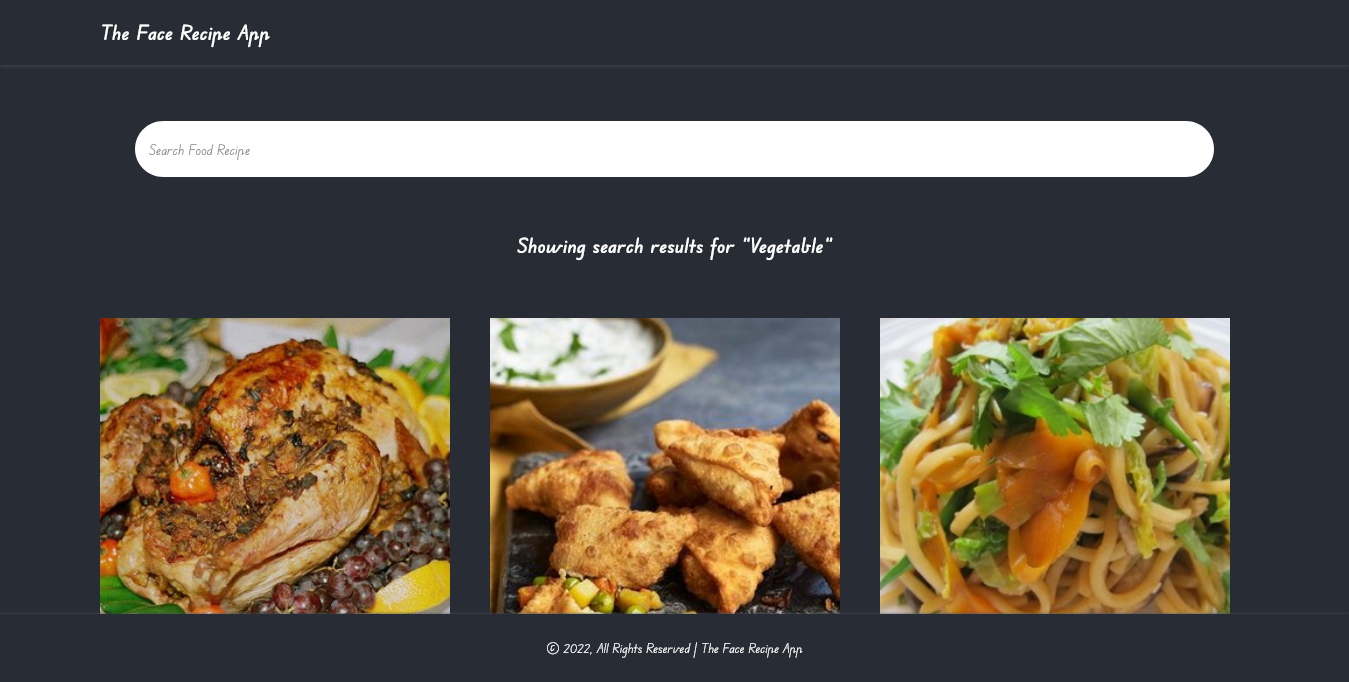 The Face Recipe App
Search Food Recipe
Showing search results for "Vegetable"
© 2022, All Rights Reserved | The Face Recipe App